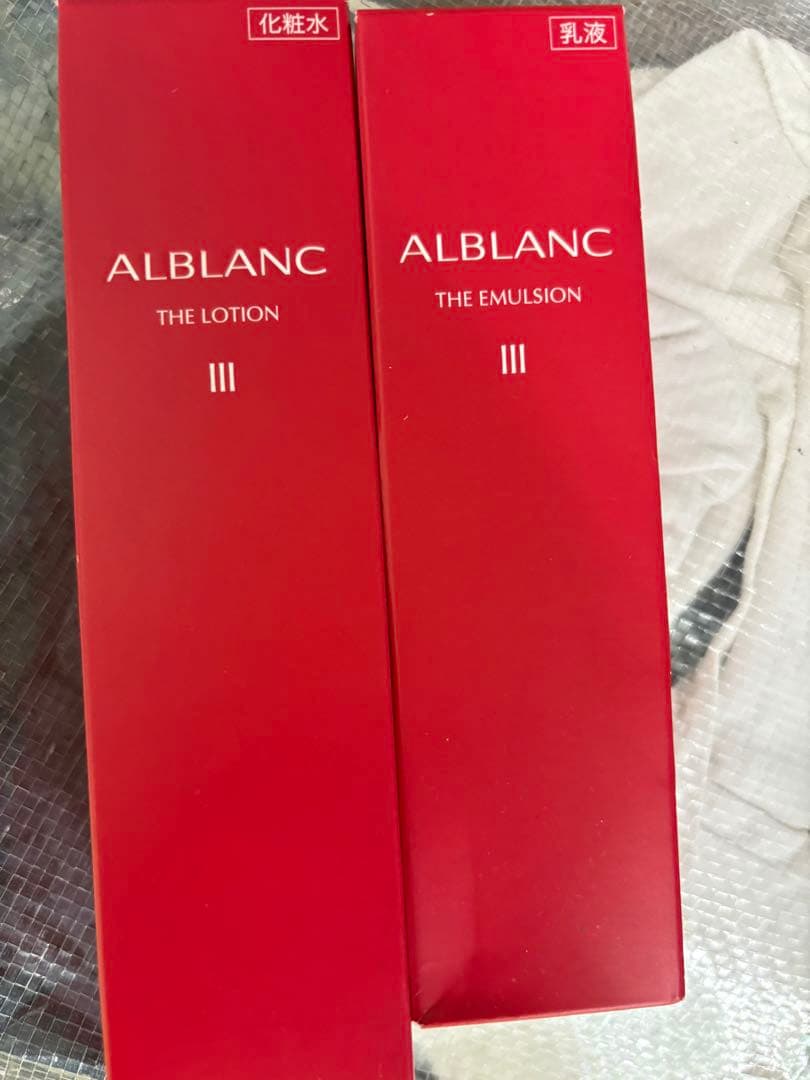 化粧水
ALBLANC
THE LOTION
III
乳液
ALBLANC
THE EMULSION
III